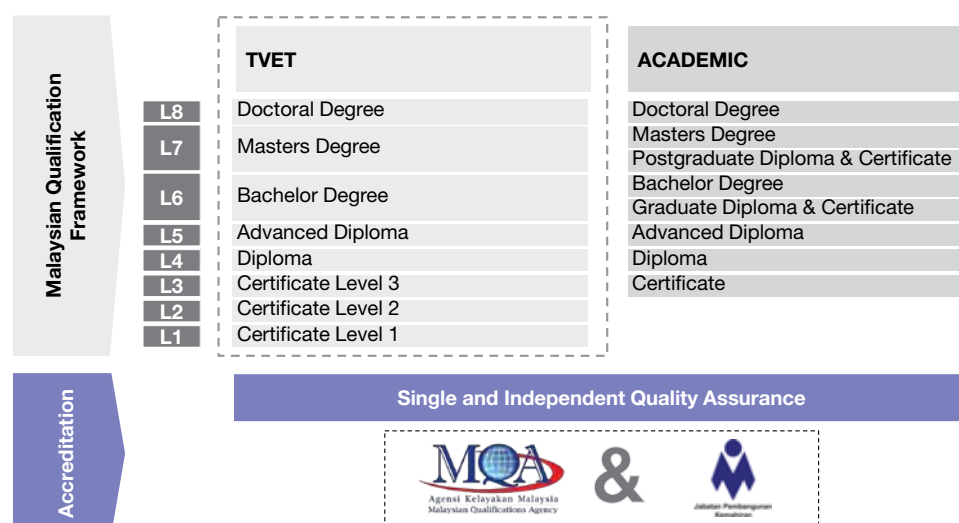 Malaysian Qualification
Framework
TVET
ACADEMIC
L8
Doctoral Degree
Doctoral Degree
L7
Masters Degree
Masters Degree
Postgraduate Diploma & Certificate
L6
Bachelor Degree
Bachelor Degree
Graduate Diploma & Certificate
L5
Advanced Diploma
Advanced Diploma
L4
Diploma
Diploma
L3
Certificate Level 3
Certificate
L2
Certificate Level 2
L1
Certificate Level 1
Accreditation
Single and Independent Quality Assurance
MQA
Agensi Kelayakan Malaysia
Malaysian Qualifications Agency
&
Jabatan Pembangunan
Kemahiran